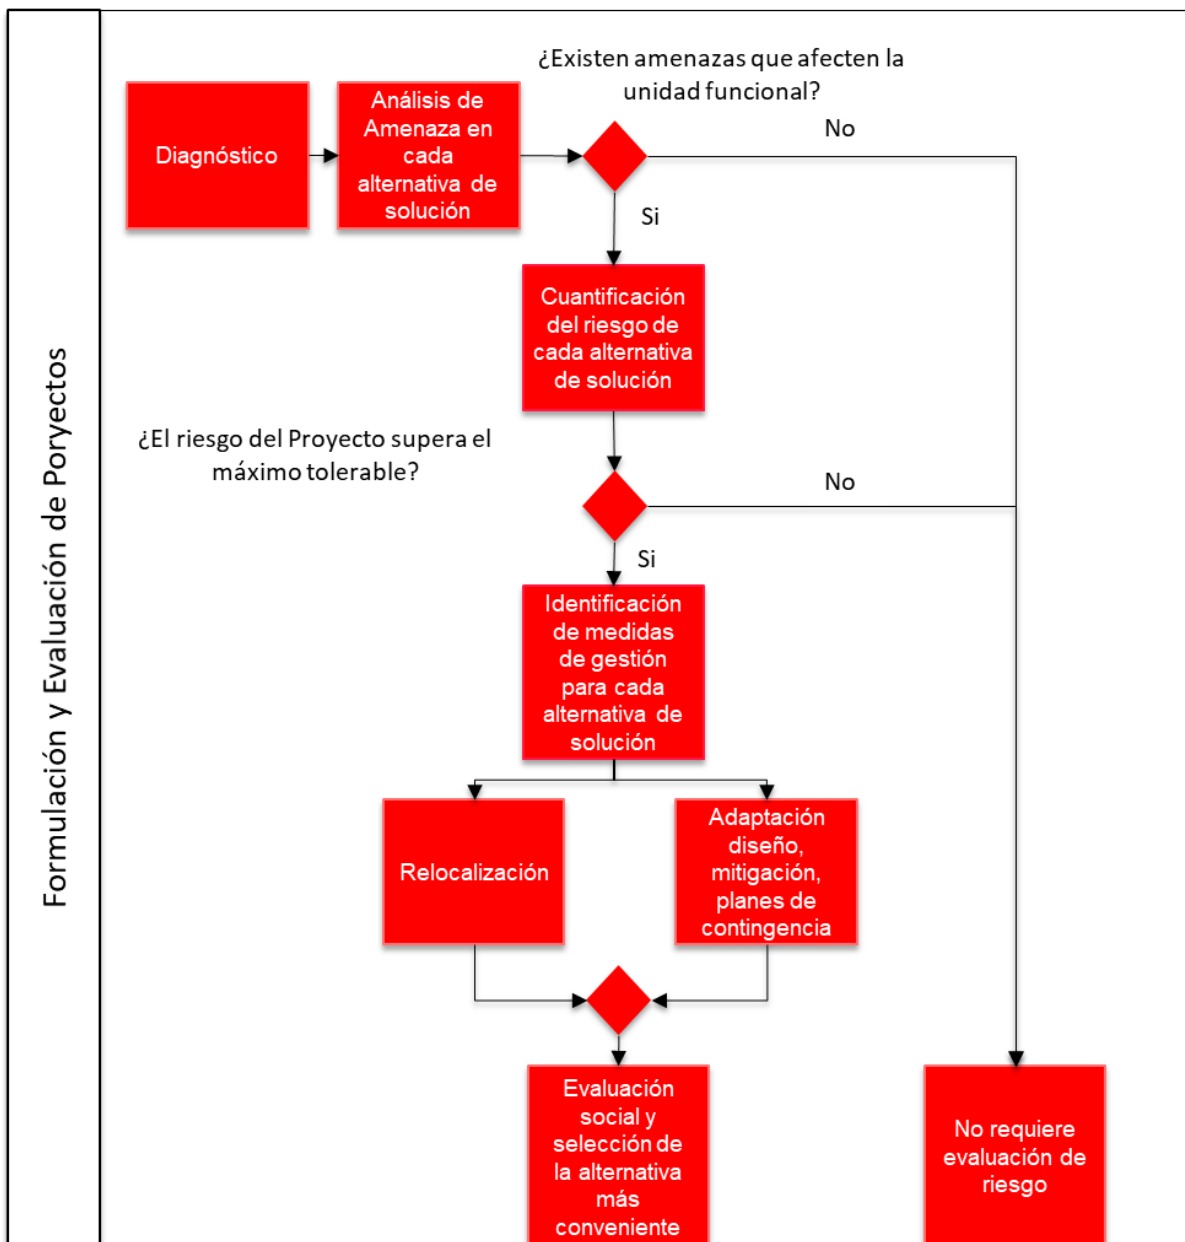 Formulación y Evaluación de Poryectos
¿Existen amenazas que afecten la
unidad funcional?
Diagnóstico
Análisis de
Amenaza en
cada
alternativa de
solución
No
Si
Cuantificación
del riesgo de
cada alternativa
de solución
¿El riesgo del Proyecto supera el
máximo tolerable?
No
Si
Identificación
de medidas
de gestión
para cada
alternativa de
solución
Relocalización
Adaptación
diseño,
mitigación,
planes de
contingencia
Evaluación
social y
selección de
la alternativa
más
conveniente
No requiere
evaluación de
riesgo